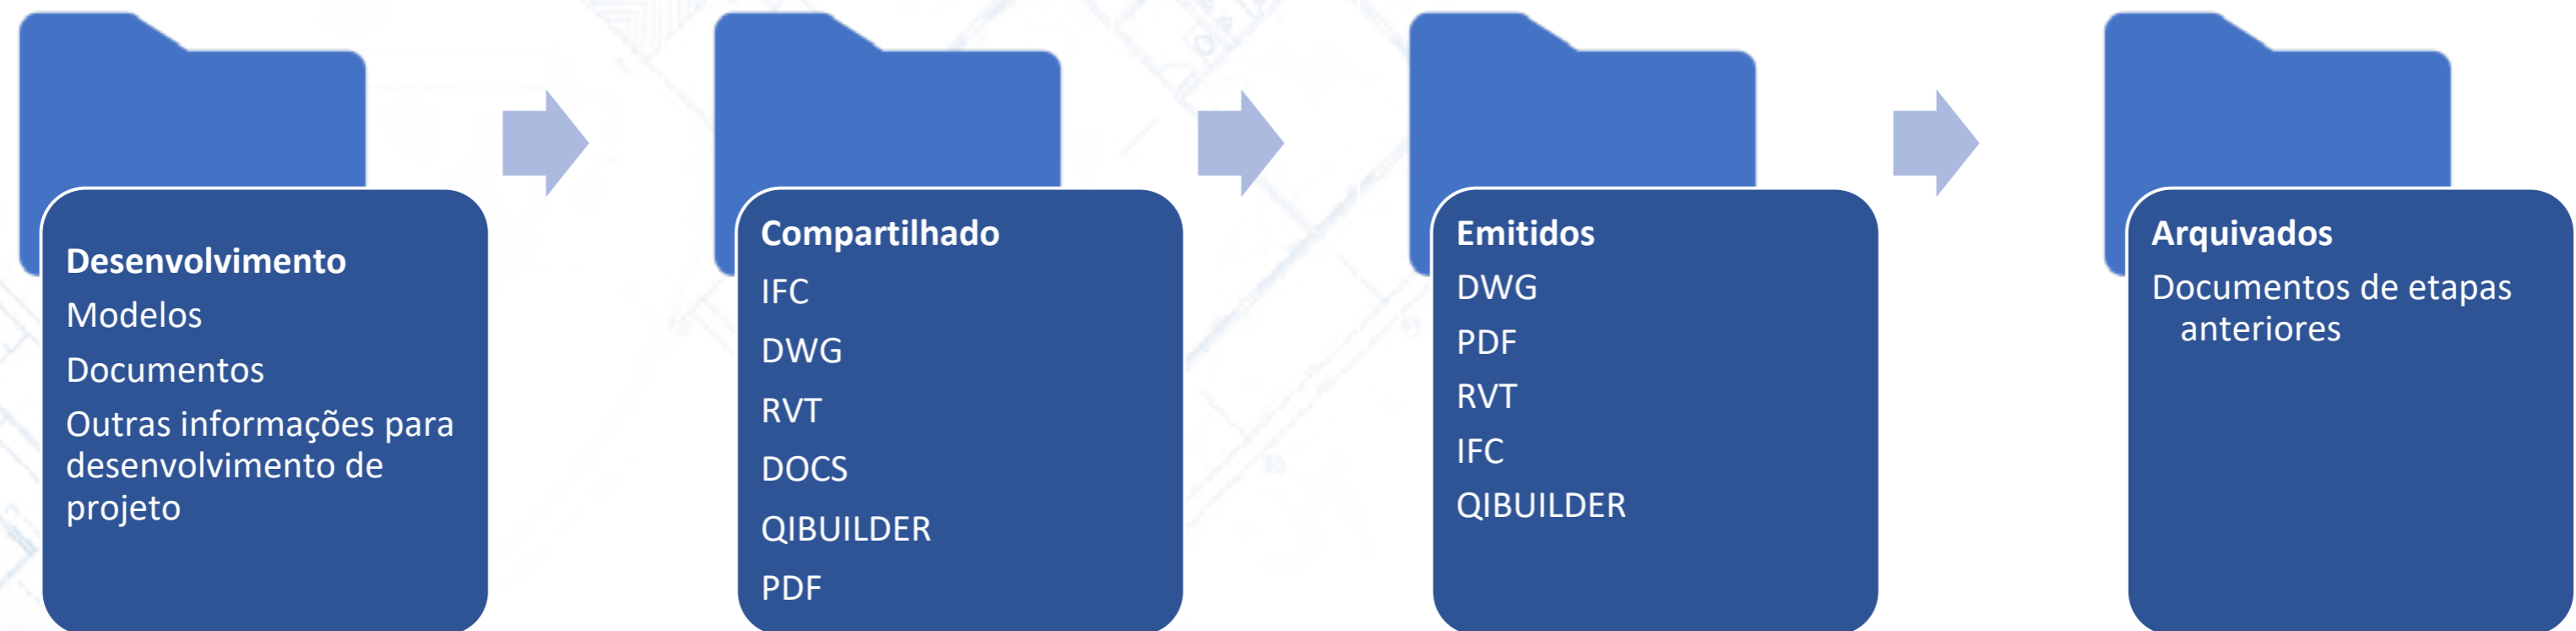 Desenvolvimento
Modelos
Documentos
Outras informações para
desenvolvimento de
projeto
Compartilhado
IFC
DWG
RVT
DOCS
QIBUILDER
PDF
Emitidos
DWG
PDF
RVT
IFC
QIBUILDER
Arquivados
Documentos de etapas
anteriores